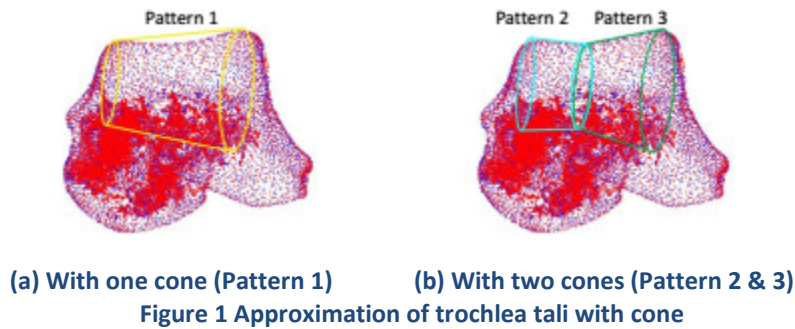 Pattern 1
Pattern 2 Pattern 3
(a) With one cone (Pattern 1) (b) With two cones (Pattern 2 & 3)
Figure 1 Approximation of trochlea tali with cone